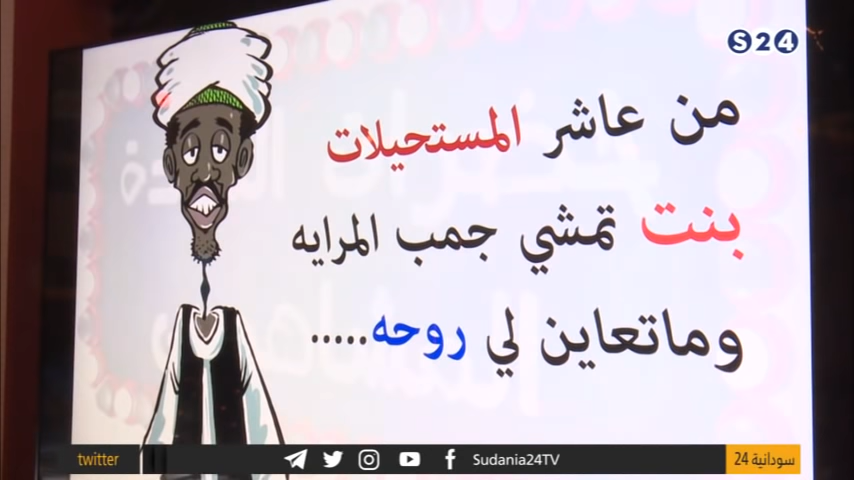 S24
من عاشر المستحيلات
بنت تمشي جمب المرايه
وماتعاين لي روحه.....
twitter
Sudania24TV
سودانية 24